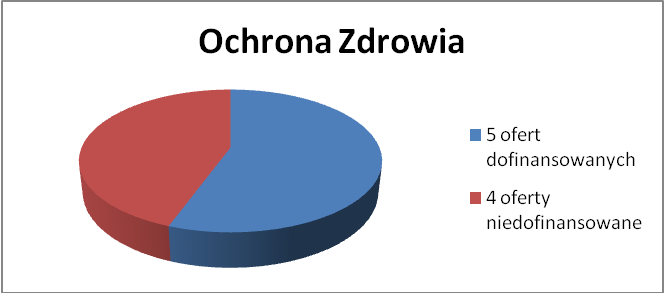 Ochrona Zdrowia
5 ofert
dofinansowanych
4 oferty
niedofinansowane